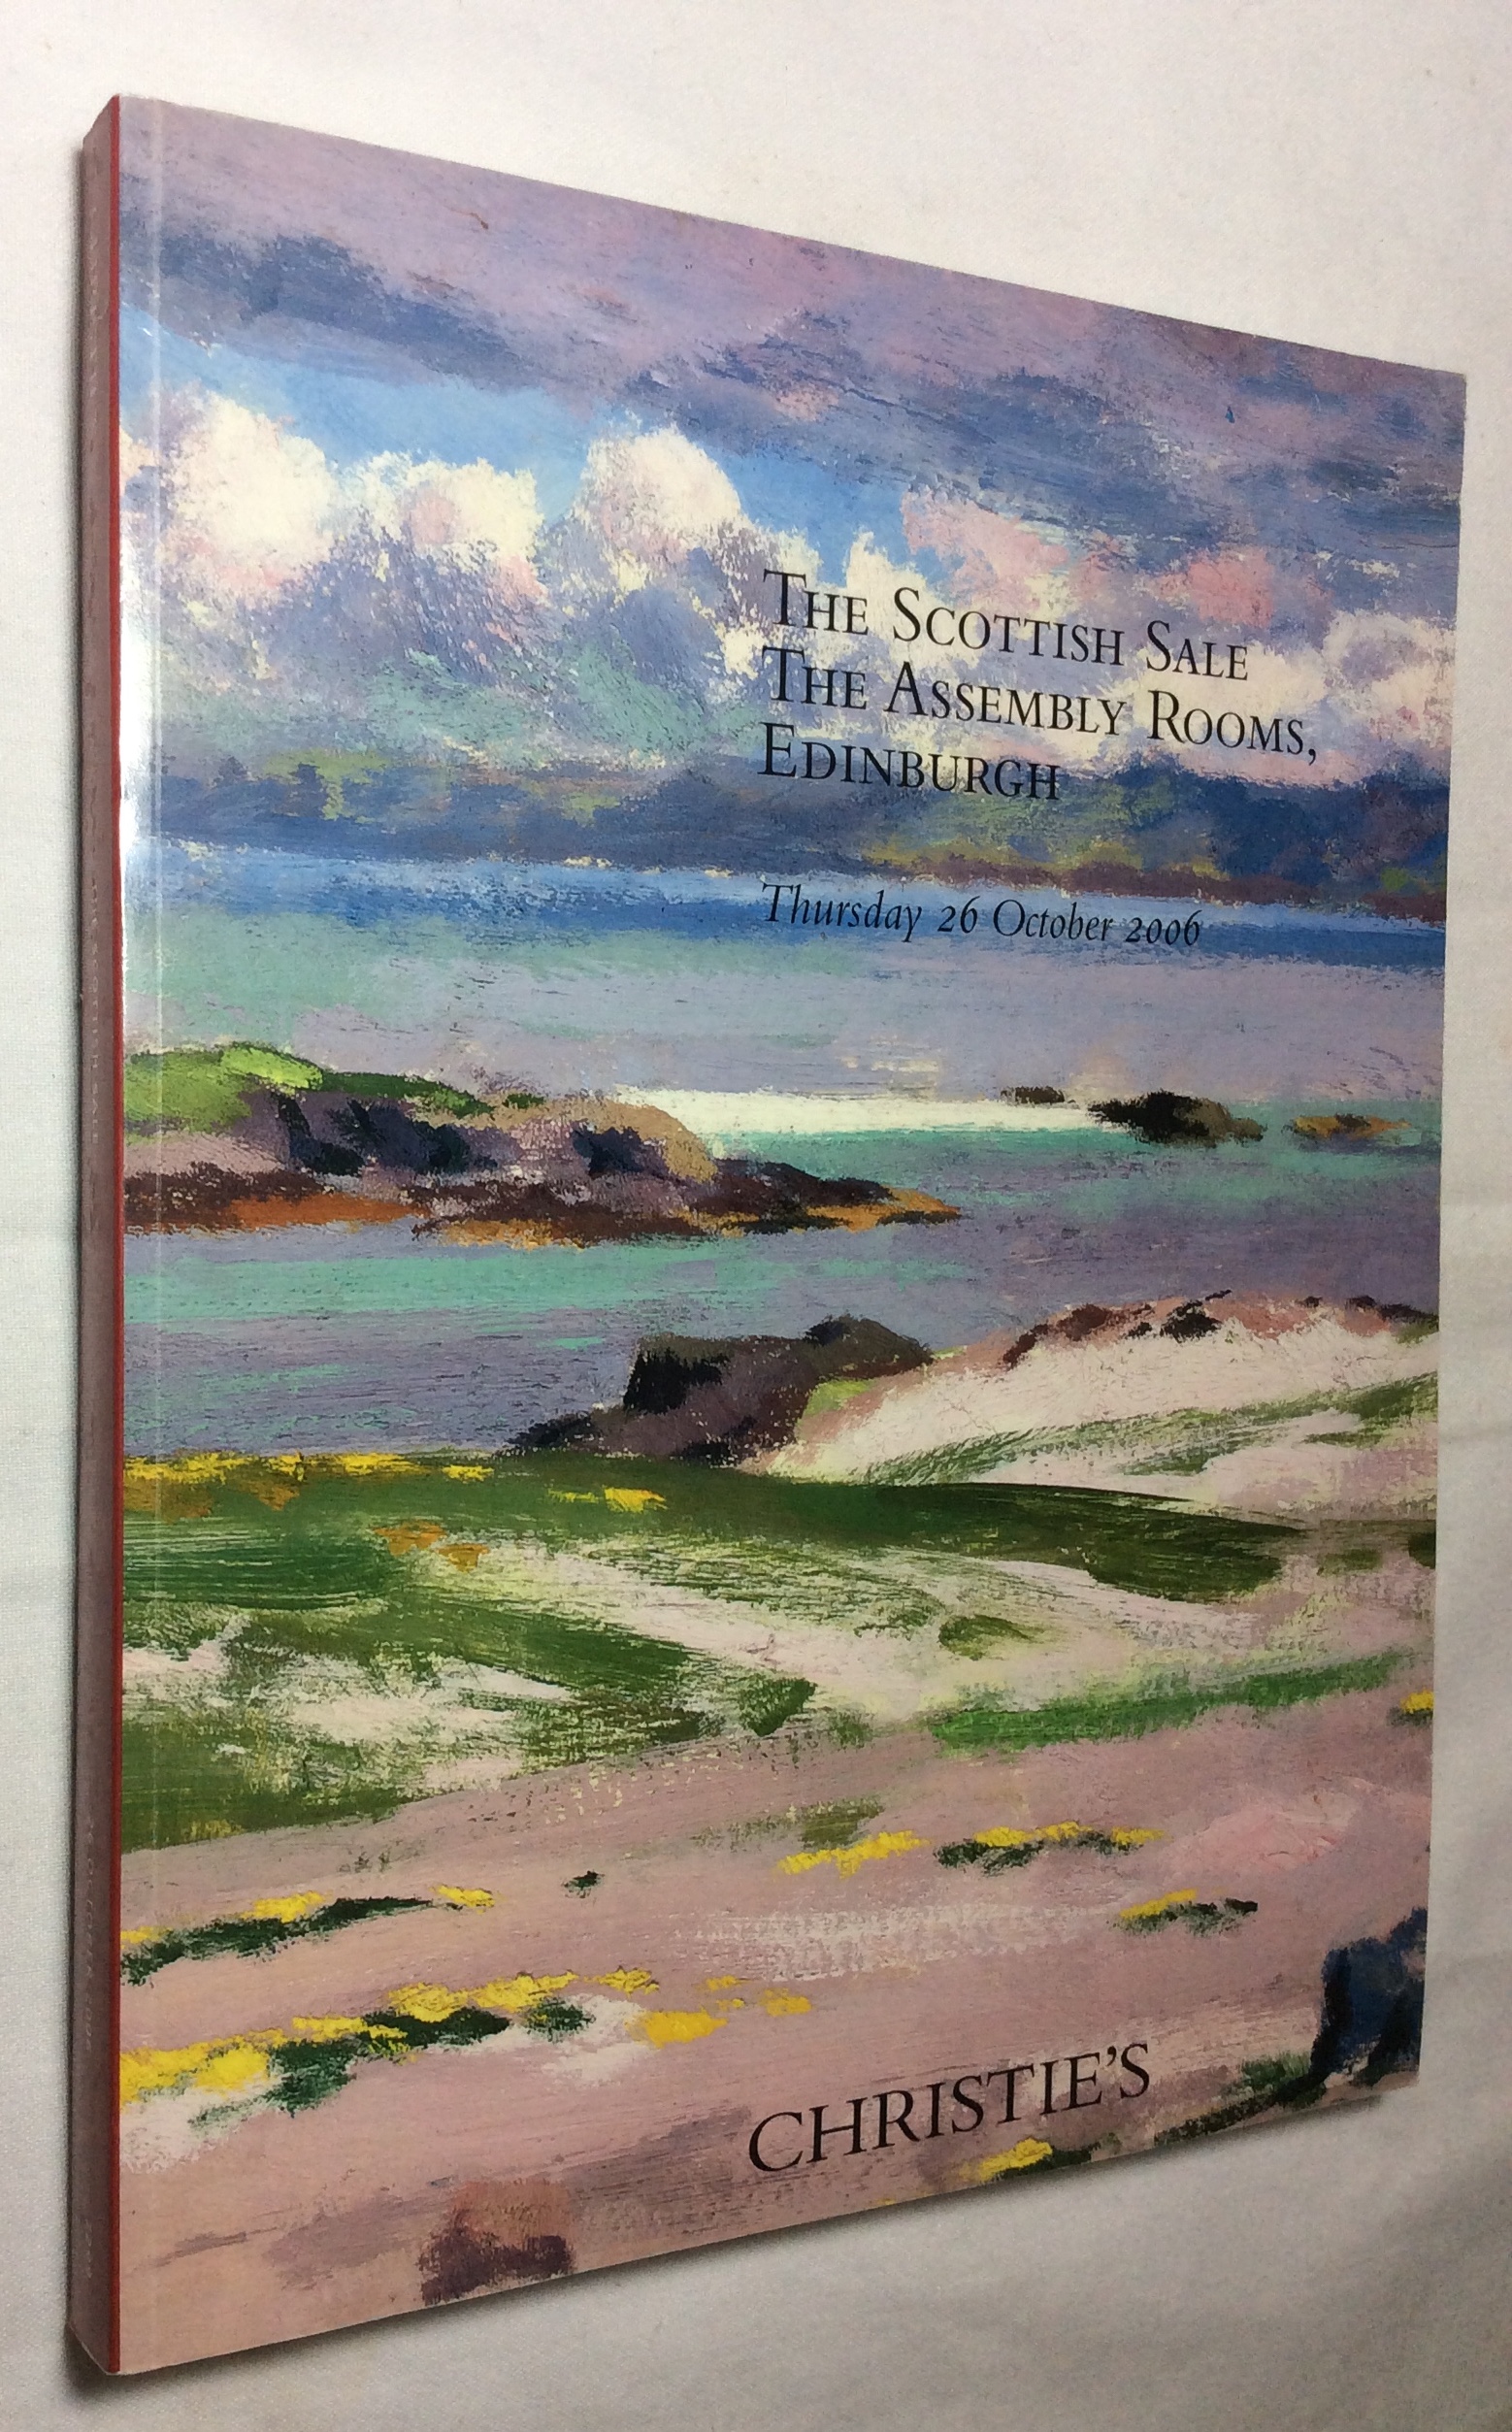 THE SCOTTISH SALE
THE ASSEMBLY ROOMS,
EDINBURGH
Thursday 26 October 2006
CHRISTIE'S